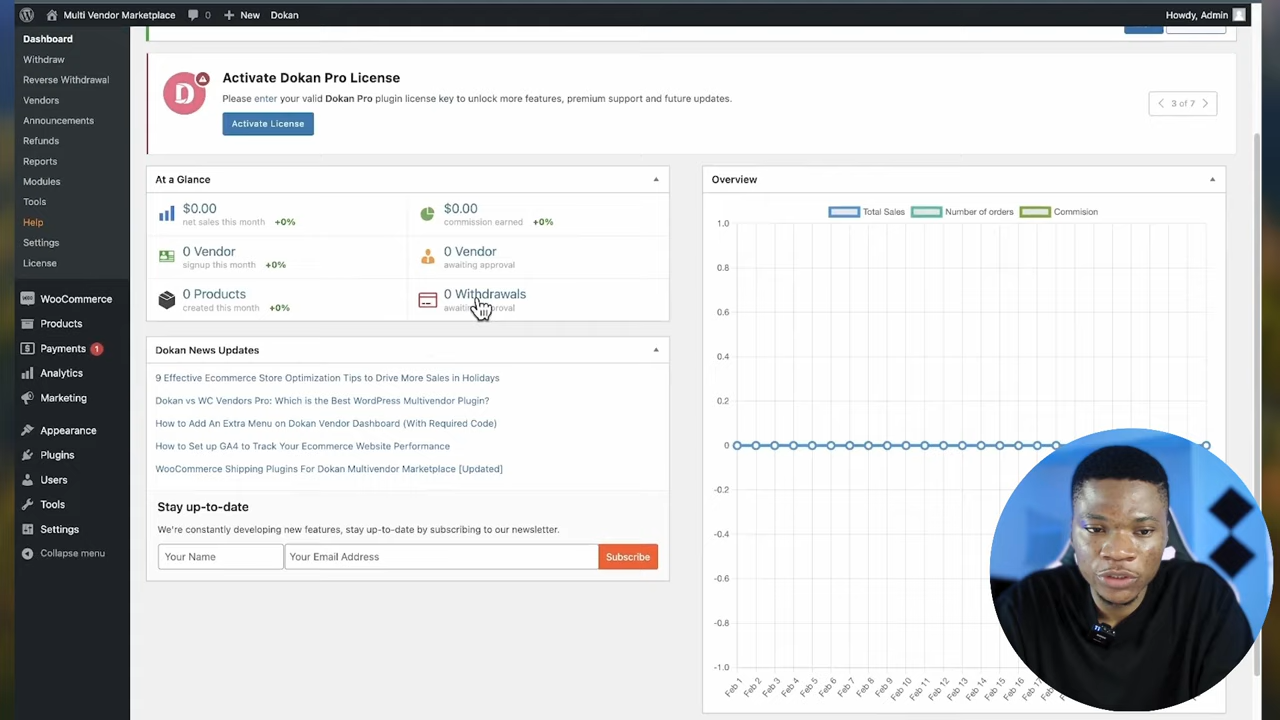 Multi Vendor Marketplace 0 New Dokan Howdy, Admin
Dashboard
Withdraw
Reverse Withdrawal
Vendors
Announcements
Refunds
Reports
Modules
Tools
Help
Settings
License
WooCommerce
Products
Payments 1
Analytics
Marketing
Appearance
Plugins
Users
Tools
Settings
Collapse menu
Activate Dokan Pro License
Please enter your valid Dokan Pro plugin license key to unlock more features, premium support and future updates.
Activate License
3 of 7
At a Glance
$0.00
net sales this month +0%
$0.00
commission earned +0%
0 Vendor
signup this month +0%
0 Vendor
awaiting approval
0 Products
created this month +0%
0 Withdrawals
awaiting approval
Dokan News Updates
9 Effective Ecommerce Store Optimization Tips to Drive More Sales in Holidays
Dokan vs WC Vendors Pro: Which is the Best WordPress Multivendor Plugin?
How to Add An Extra Menu on Dokan Vendor Dashboard (With Required Code)
How to Set up GA4 to Track Your Ecommerce Website Performance
WooCommerce Shipping Plugins For Dokan Multivendor Marketplace [Updated]
Stay up-to-date
We're constantly developing new features, stay up-to-date by subscribing to our newsletter.
Your Name Your Email Address Subscribe
Overview
Total Sales Number of orders Commision
1.0
0.8
0.6
0.4
0.2
0
-0.2
-0.4
-0.6
-0.8
-1.0
Feb 1 Feb 2 Feb 3 Feb 4 Feb 5 Feb 6 Feb 7 Feb 8 Feb 9 Feb 10 Feb 11 Feb 12 Feb 13 Feb 14 Feb 15 Feb 16